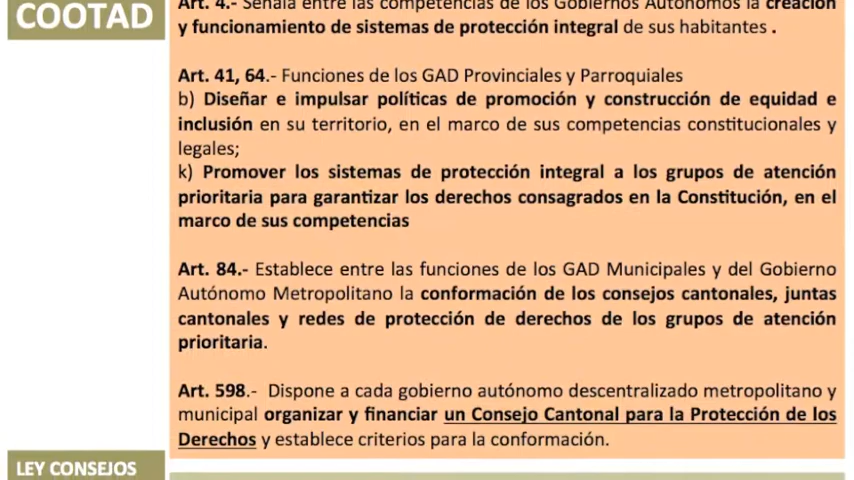 COOTAD
Art. 4.- Señala entre las competencias de los Gobiernos Autónomos la creación
y funcionamiento de sistemas de protección integral de sus habitantes .
Art. 41, 64.- Funciones de los GAD Provinciales y Parroquiales
b) Diseñar e impulsar políticas de promoción y construcción de equidad e
inclusión en su territorio, en el marco de sus competencias constitucionales y
legales;
k) Promover los sistemas de protección integral a los grupos de atención
prioritaria para garantizar los derechos consagrados en la Constitución, en el
marco de sus competencias
Art. 84.- Establece entre las funciones de los GAD Municipales y del Gobierno
Autónomo Metropolitano la conformación de los consejos cantonales, juntas
cantonales y redes de protección de derechos de los grupos de atención
prioritaria.
Art. 598.- Dispone a cada gobierno autónomo descentralizado metropolitano y
municipal organizar y financiar un Consejo Cantonal para la Protección de los
Derechos y establece criterios para la conformación.
LEY CONSEJOS